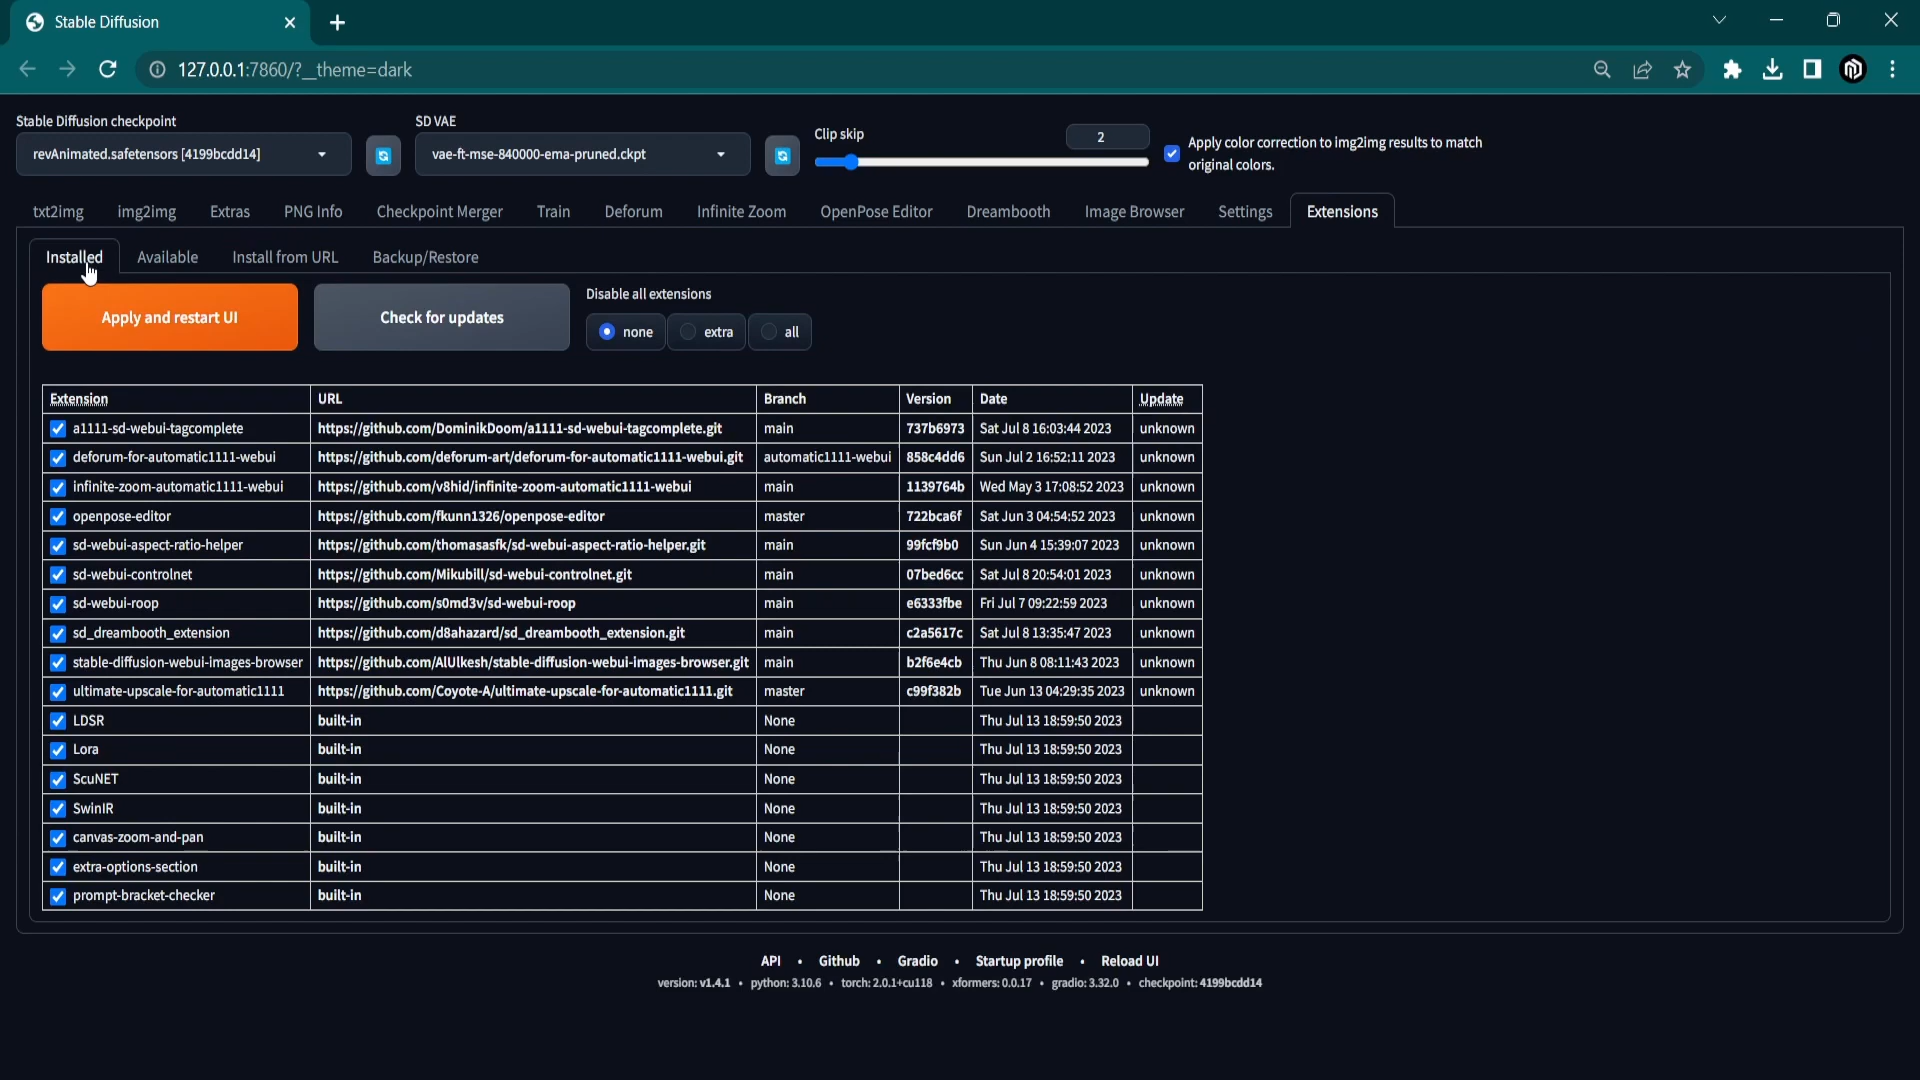 Stable Diffusion
127.0.0.1:7860/?__theme=dark
Stable Diffusion checkpoint
revAnimated.safetensors [4199bcdd14]
SD VAE
vae-ft-mse-840000-ema-pruned.ckpt
Clip skip
2
Apply color correction to img2img results to match
original colors.
txt2img img2img Extras PNG Info Checkpoint Merger Train Deforum Infinite Zoom OpenPose Editor Dreambooth Image Browser Settings Extensions
Installed Available Install from URL Backup/Restore
Apply and restart UI
Check for updates
Disable all extensions
none extra all
Extension URL Branch Version Date Update
a1111-sd-webui-tagcomplete https://github.com/DominikDoom/a1111-sd-webui-tagcomplete.git main 737b6973 Sat Jul 8 16:03:44 2023 unknown
deforum-for-automatic1111-webui https://github.com/deforum-art/deforum-for-automatic1111-webui.git automatic1111-webui 858c4dd6 Sun Jul 2 16:52:11 2023 unknown
infinite-zoom-automatic1111-webui https://github.com/v8hid/infinite-zoom-automatic1111-webui main 1139764b Wed May 3 17:08:52 2023 unknown
openpose-editor https://github.com/fkunn1326/openpose-editor master 722bca6f Sat Jun 3 04:54:52 2023 unknown
sd-webui-aspect-ratio-helper https://github.com/thomasasfk/sd-webui-aspect-ratio-helper.git main 99fcf9b0 Sun Jun 4 15:39:07 2023 unknown
sd-webui-controlnet https://github.com/Mikubill/sd-webui-controlnet.git main 07bed6cc Sat Jul 8 20:54:01 2023 unknown
sd-webui-roop https://github.com/s0md3v/sd-webui-roop main e6333fbe Fri Jul 7 09:22:59 2023 unknown
sd_dreambooth_extension https://github.com/d8ahazard/sd_dreambooth_extension.git main c2a5617c Sat Jul 8 13:35:47 2023 unknown
stable-diffusion-webui-images-browser https://github.com/AlUlkesh/stable-diffusion-webui-images-browser.git main b2f6e4cb Thu Jun 8 08:11:43 2023 unknown
ultimate-upscale-for-automatic1111 https://github.com/Coyote-A/ultimate-upscale-for-automatic1111.git master c99f382b Tue Jun 13 04:29:35 2023 unknown
LDSR built-in None Thu Jul 13 18:59:50 2023
Lora built-in None Thu Jul 13 18:59:50 2023
ScuNET built-in None Thu Jul 13 18:59:50 2023
SwinIR built-in None Thu Jul 13 18:59:50 2023
canvas-zoom-and-pan built-in None Thu Jul 13 18:59:50 2023
extra-options-section built-in None Thu Jul 13 18:59:50 2023
prompt-bracket-checker built-in None Thu Jul 13 18:59:50 2023
API • Github • Gradio • Startup profile • Reload UI
version: v1.4.1 • python: 3.10.6 • torch: 2.0.1+cu118 • xformers: 0.0.17 • gradio: 3.32.0 • checkpoint: 4199bcdd14